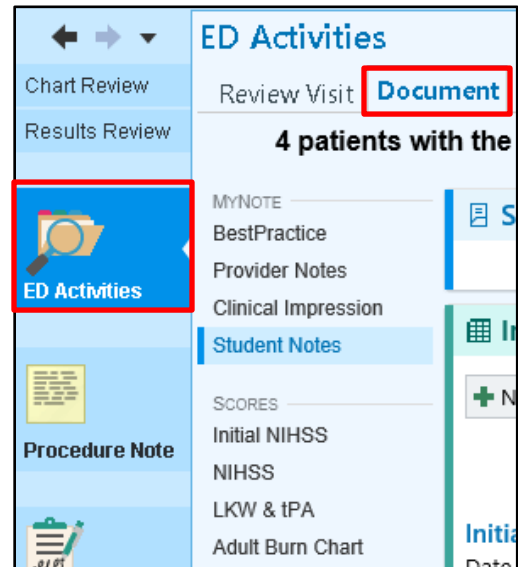 ED Activities
Chart Review
Results Review
Review Visit Document
4 patients with the
ED Activities
Procedure Note
MYNOTE
BestPractice
Provider Notes
Clinical Impression
Student Notes
SCORES
Initial NIHSS
NIHSS
LKW & tPA
Adult Burn Chart
S
I
N
Initia
Date